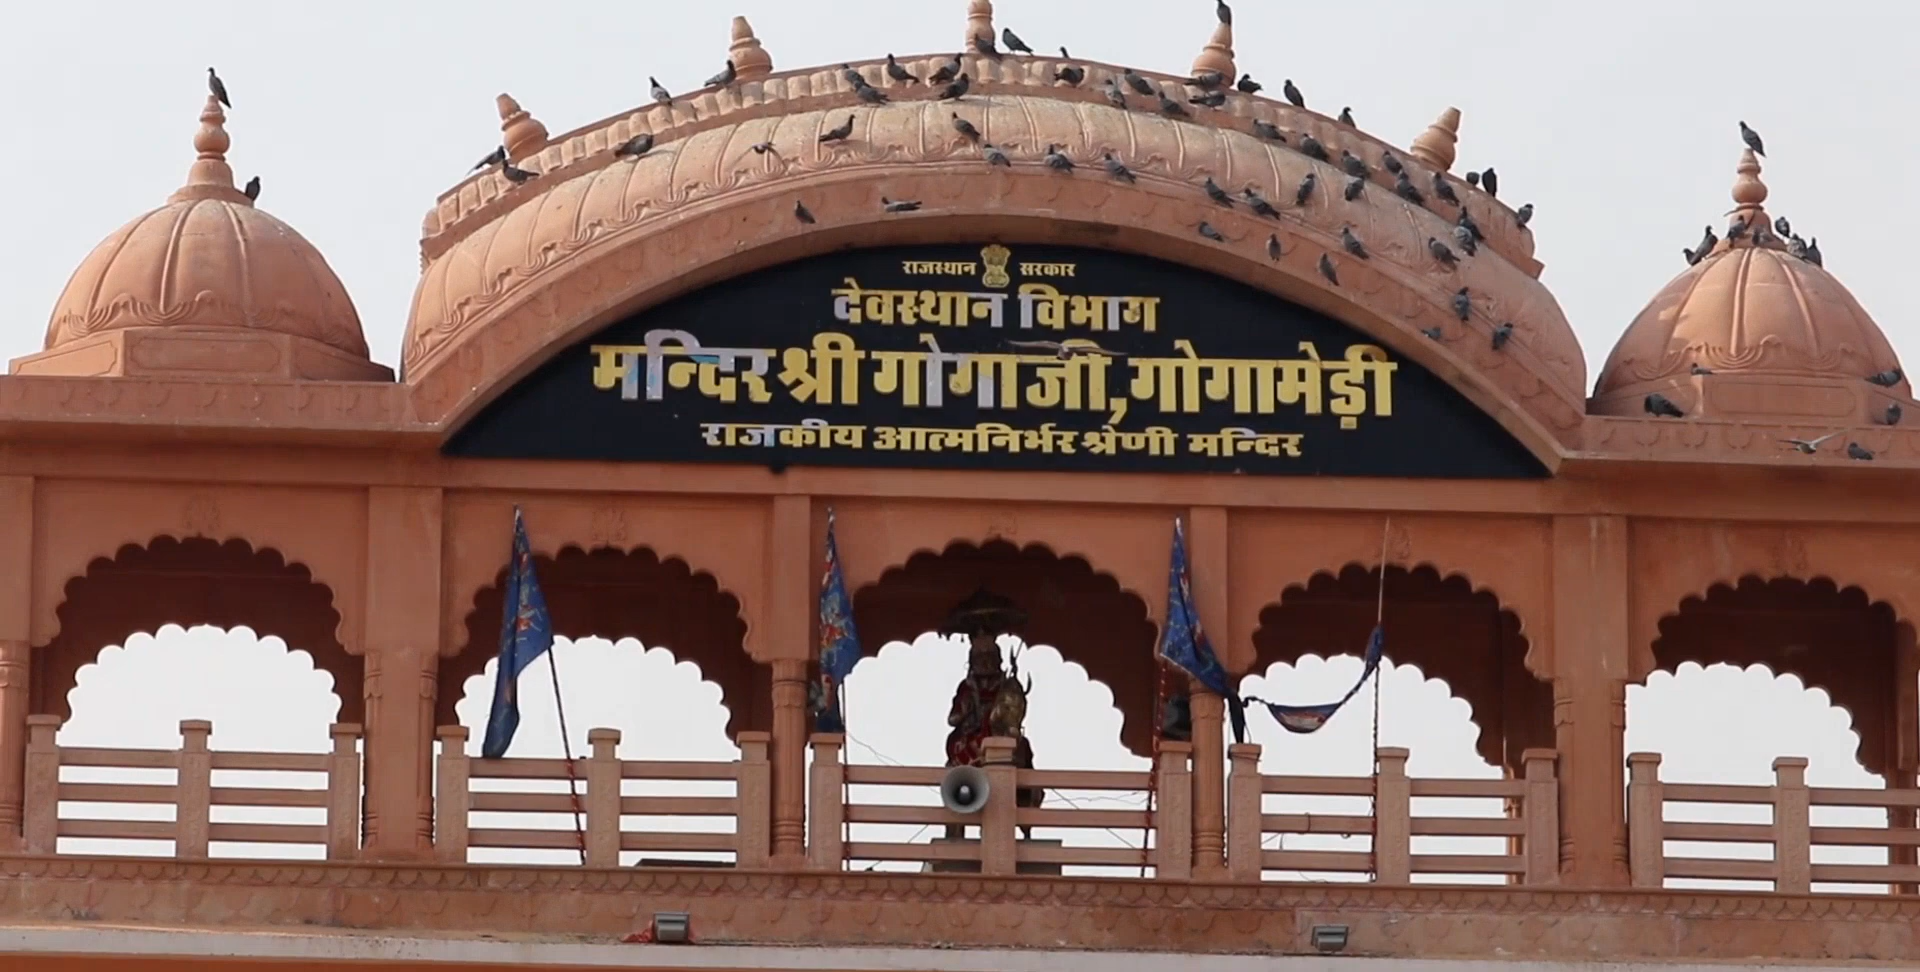 राजस्थान सरकार
देवस्थान विभाग
मन्दिर श्री गोगाजी, गोगामेड़ी
राजकीय आत्मनिर्भर श्रेणी मन्दिर